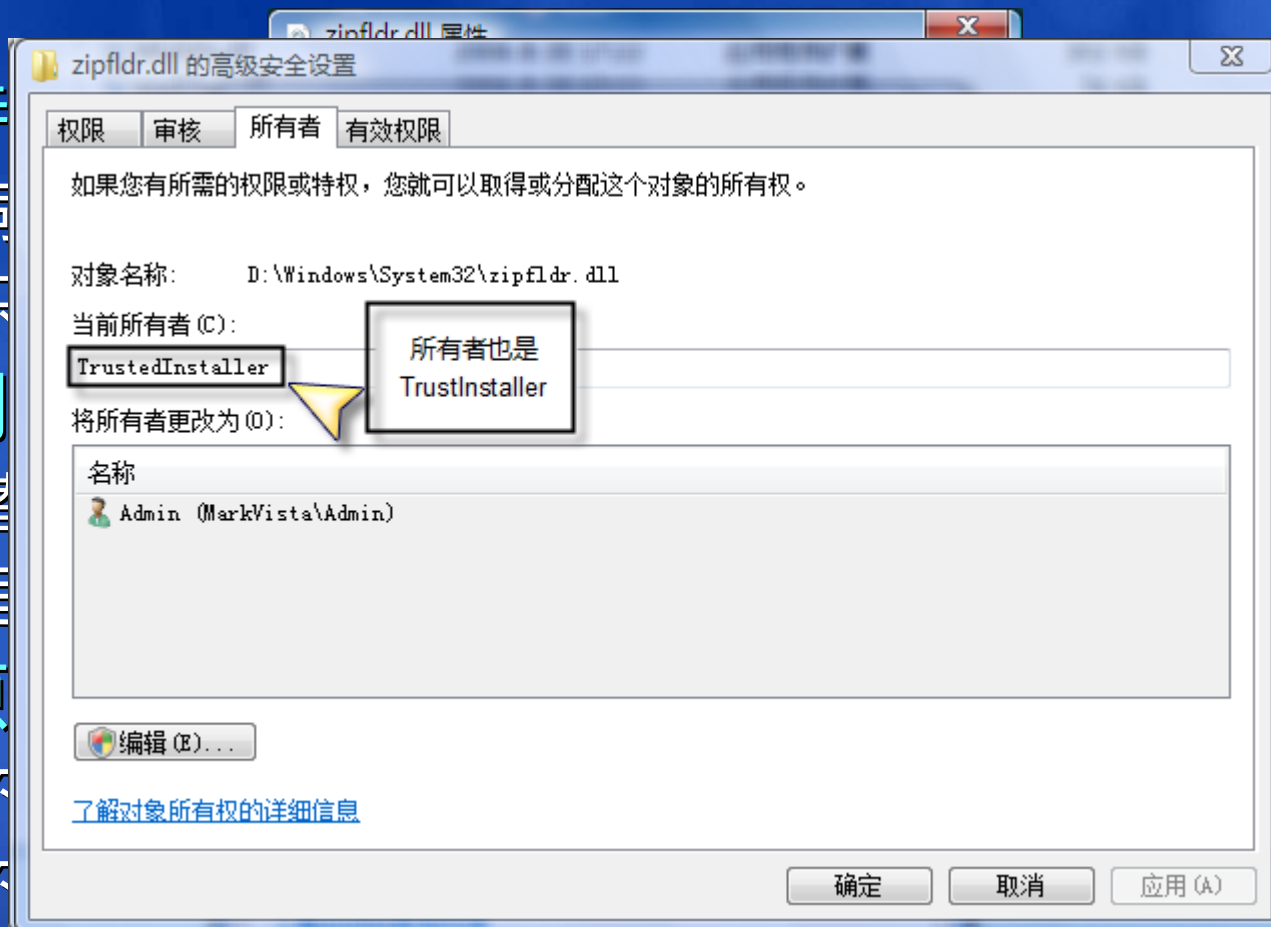 zipfldr.dll 属性
zipfldr.dll 的高级安全设置
权限 审核 所有者 有效权限
如果您有所需的权限或特权，您就可以取得或分配这个对象的所有权。
对象名称: D:\Windows\System32\zipfldr.dll
当前所有者(C):
TrustedInstaller
所有者也是
TrustInstaller
将所有者更改为(O):
名称
Admin (MarkVista\Admin)
编辑(E)...
了解对象所有权的详细信息
确定 取消 应用(A)